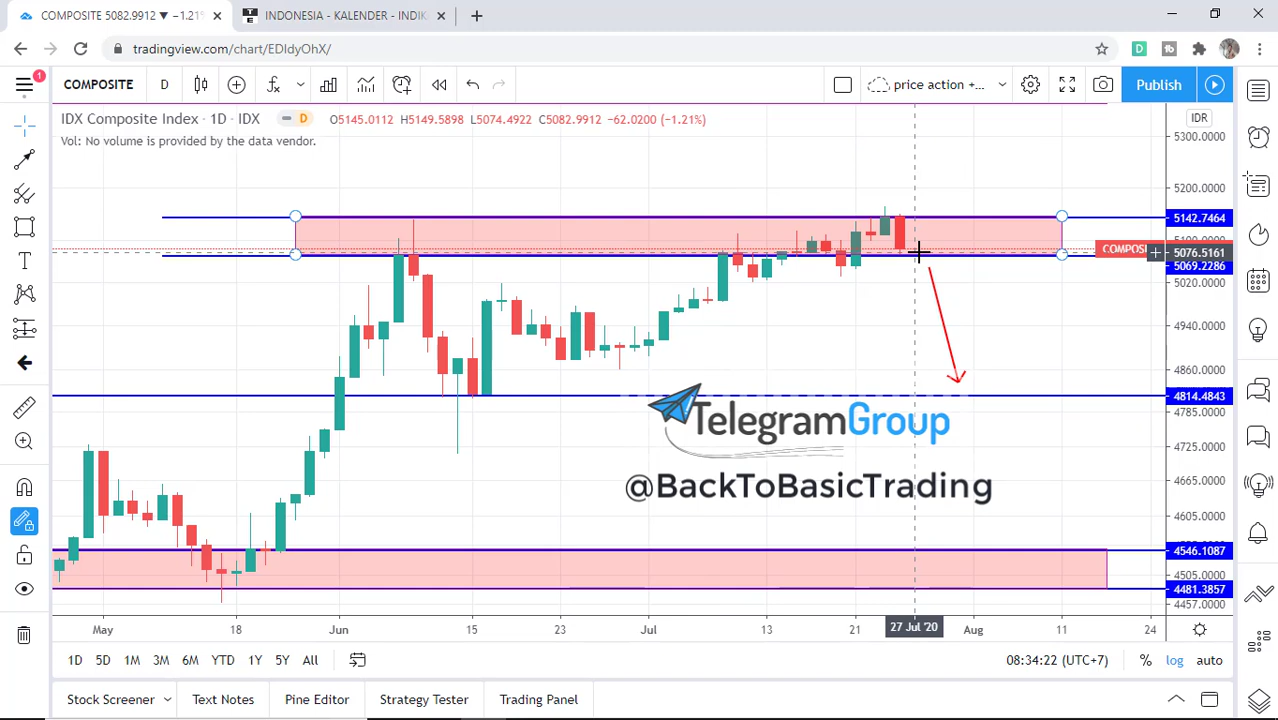 COMPOSITE 5082.9912 ▼ −1.21%
INDONESIA - KALENDER - INDIK
tradingview.com/chart/EDIdyOhX/
1
COMPOSITE
D
price action +...
Publish
IDX Composite Index · 1D · IDX
D
O5145.0112 H5149.5898 L5074.4922 C5082.9912 −62.0200 (−1.21%)
IDR
Vol: No volume is provided by the data vendor.
5300.0000
5200.0000
5142.7464
5100.0000
COMPOSI
5076.5161
5069.2286
5020.0000
4940.0000
4860.0000
4814.4843
4785.0000
4725.0000
4665.0000
4605.0000
4546.1087
4505.0000
4481.3857
4457.0000
TelegramGroup
@BackToBasicTrading
May
18
Jun
15
23
Jul
13
21
27 Jul '20
Aug
11
24
1D
5D
1M
3M
6M
YTD
1Y
5Y
All
08:34:22 (UTC+7)
%
log
auto
Stock Screener
Text Notes
Pine Editor
Strategy Tester
Trading Panel